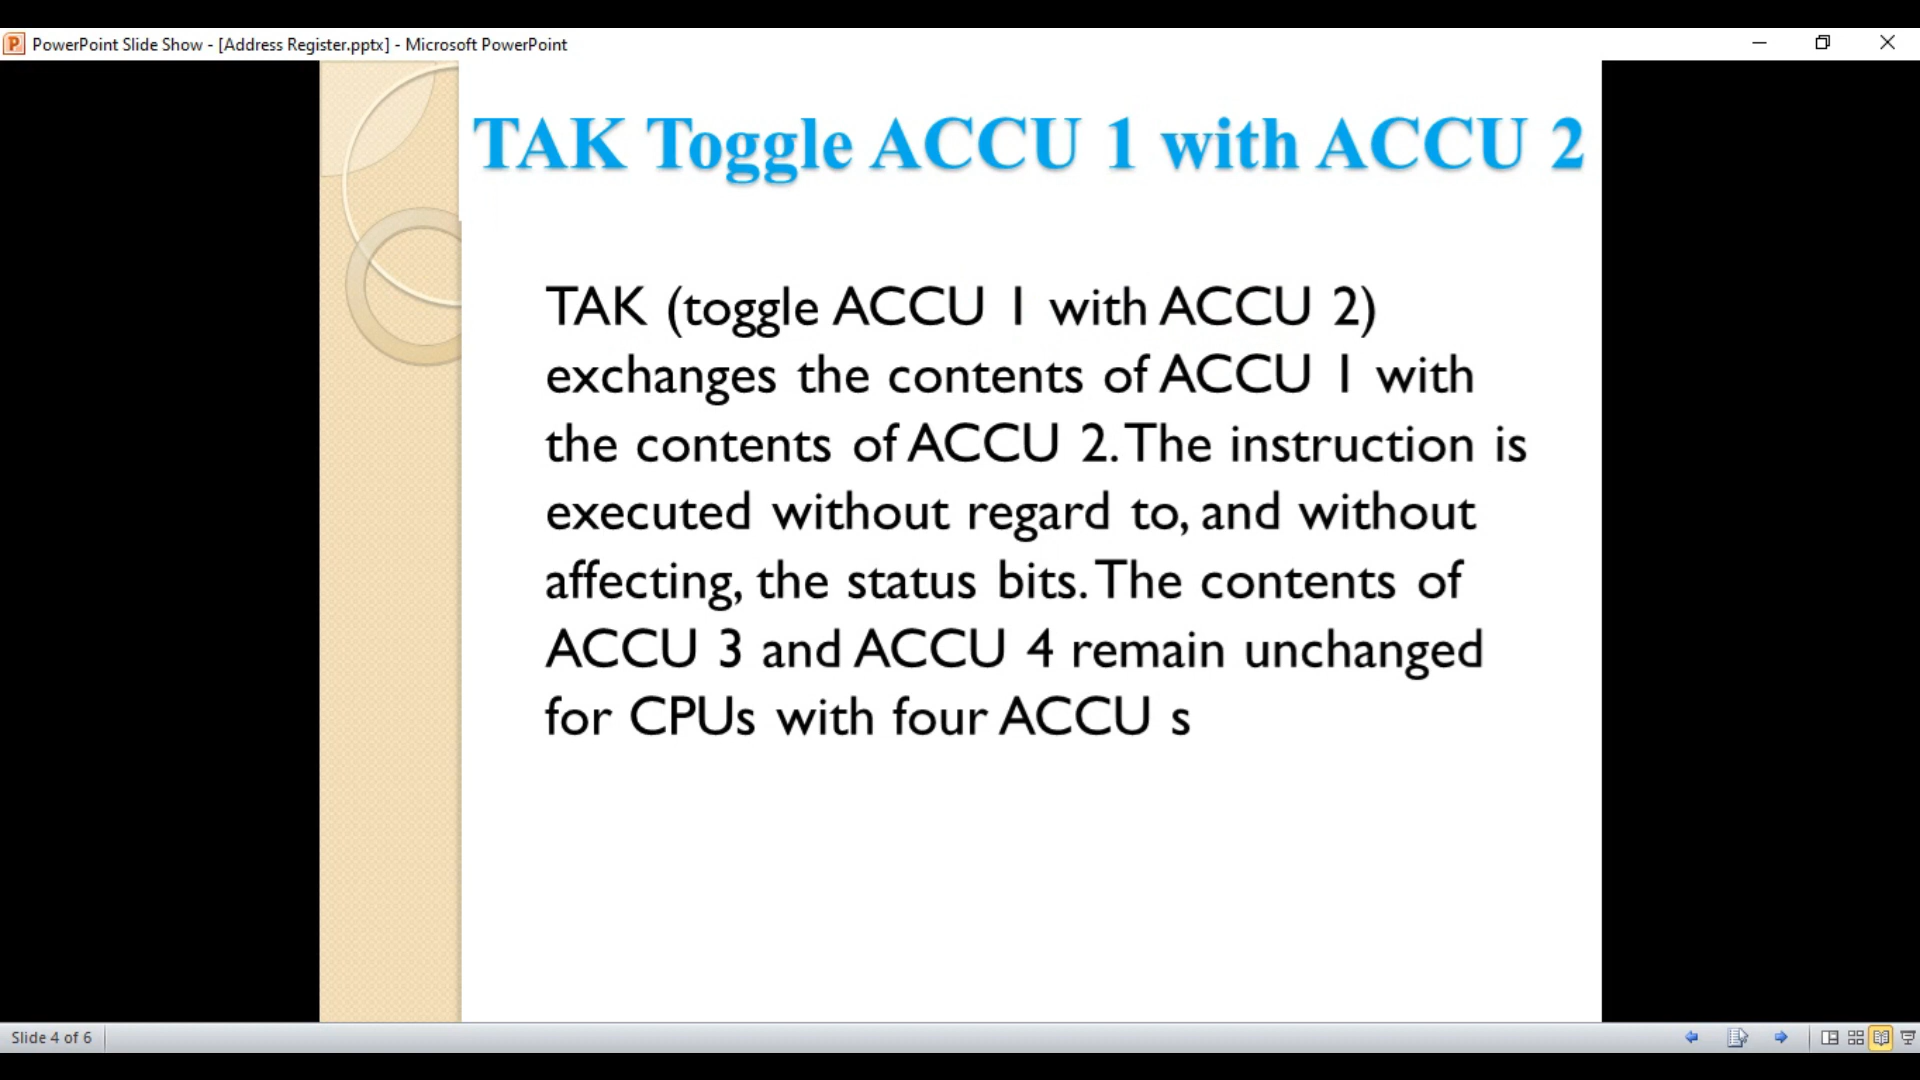 PowerPoint Slide Show - [Address Register.pptx] - Microsoft PowerPoint
TAK Toggle ACCU 1 with ACCU 2
TAK (toggle ACCU 1 with ACCU 2)
exchanges the contents of ACCU 1 with
the contents of ACCU 2. The instruction is
executed without regard to, and without
affecting, the status bits. The contents of
ACCU 3 and ACCU 4 remain unchanged
for CPUs with four ACCU s
Slide 4 of 6